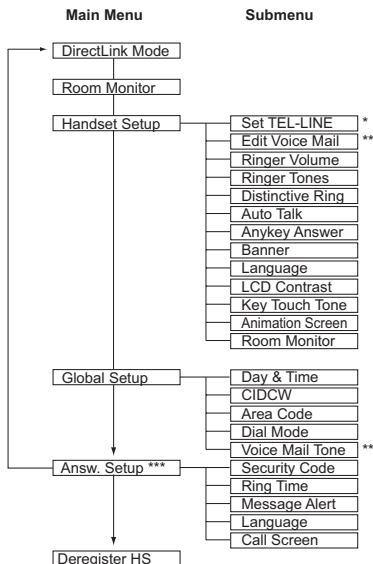 Main Menu Submenu
DirectLink Mode
Room Monitor
Handset Setup
Set TEL-LINE *
Edit Voice Mail **
Ringer Volume
Ringer Tones
Distinctive Ring
Auto Talk
Anykey Answer
Banner
Language
LCD Contrast
Key Touch Tone
Animation Screen
Room Monitor
Global Setup
Day & Time
CIDCW
Area Code
Dial Mode
Voice Mail Tone **
Answ. Setup ***
Security Code
Ring Time
Message Alert
Language
Call Screen
Deregister HS